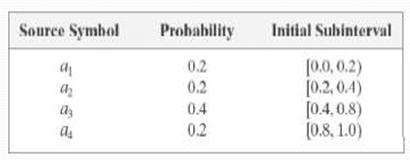 Source Symbol Probability Initial Subinterval
a₁ 0.2 [0.0, 0.2)
a₂ 0.2 [0.2, 0.4)
a₃ 0.4 [0.4, 0.8)
a₄ 0.2 [0.8, 1.0)